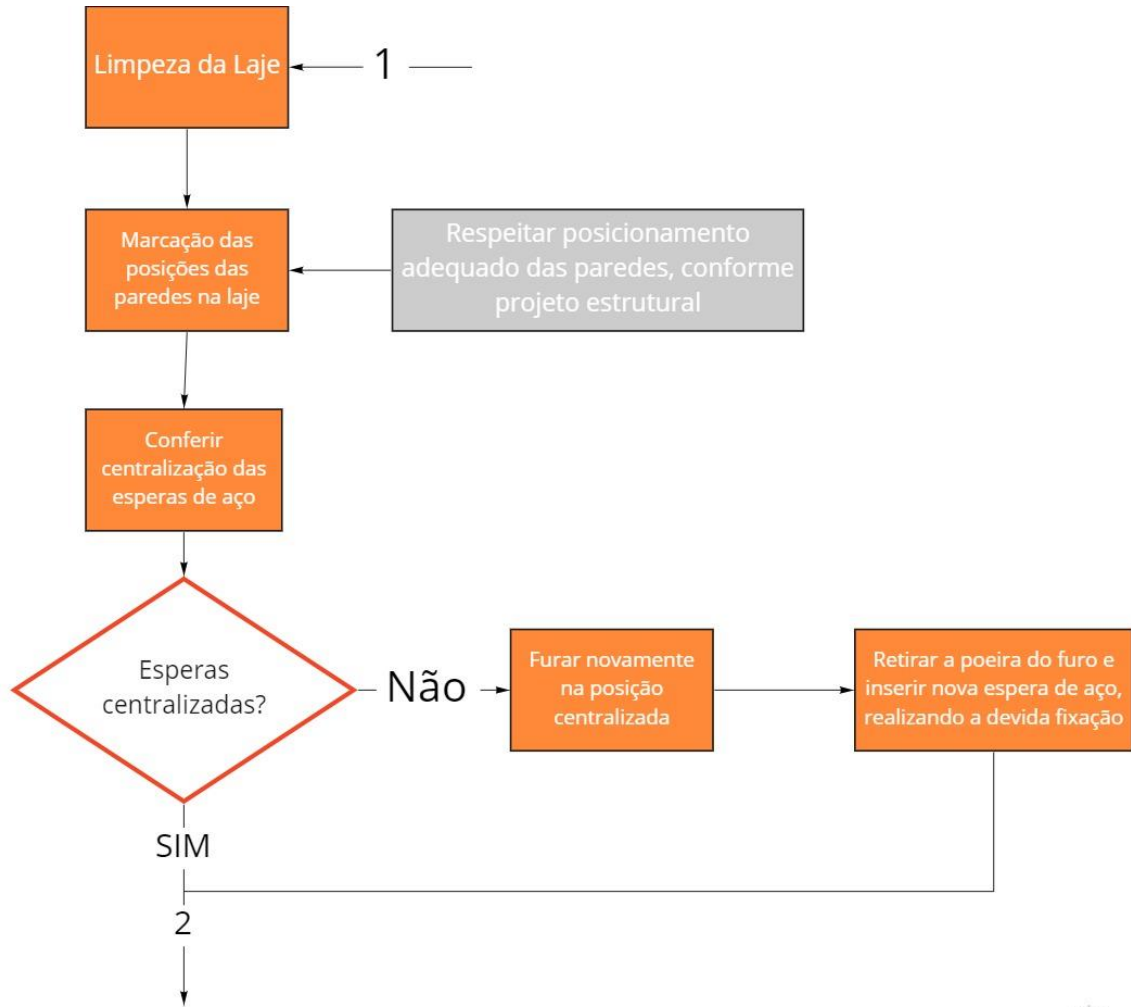 Limpeza da Laje
1
Marcação das
posições das
paredes na laje
Respeitar posicionamento
adequado das paredes, conforme
projeto estrutural
Conferir
centralização das
esperas de aço
Esperas
centralizadas?
Não
Furar novamente
na posição
centralizada
Retirar a poeira do furo e
inserir nova espera de aço,
realizando a devida fixação
SIM
2